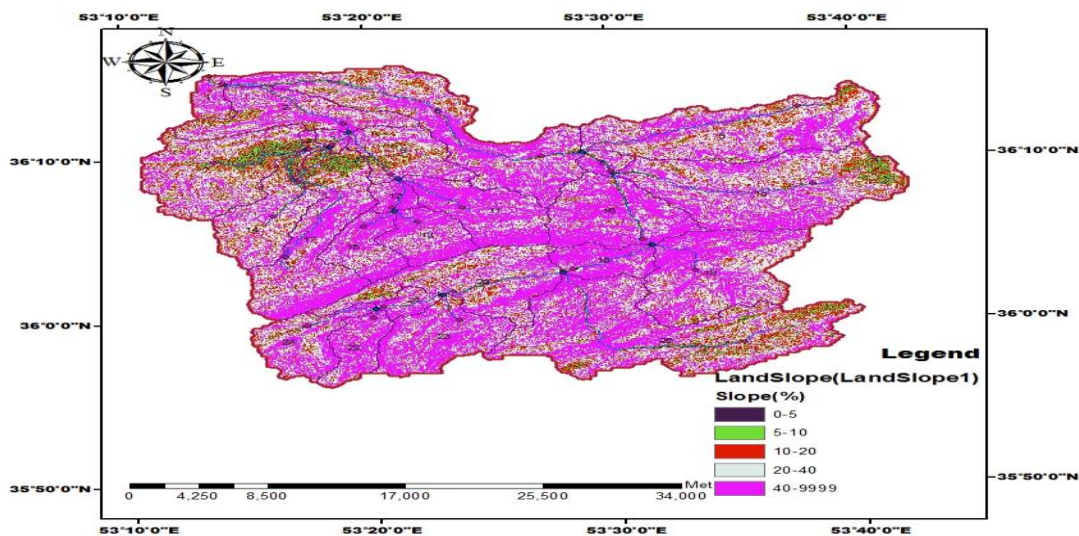 53°10'0"E 53°20'0"E 53°30'0"E 53°40'0"E
N
W E
S
36°10'0"N 36°10'0"N
36°0'0"N 36°0'0"N
Legend
LandSlope(LandSlope1)
Slope(%)
0-5
5-10
10-20
20-40
40-9999
35°50'0"N 35°50'0"N
Met
0 4,250 8,500 17,000 25,500 34,000
53°10'0"E 53°20'0"E 53°30'0"E 53°40'0"E